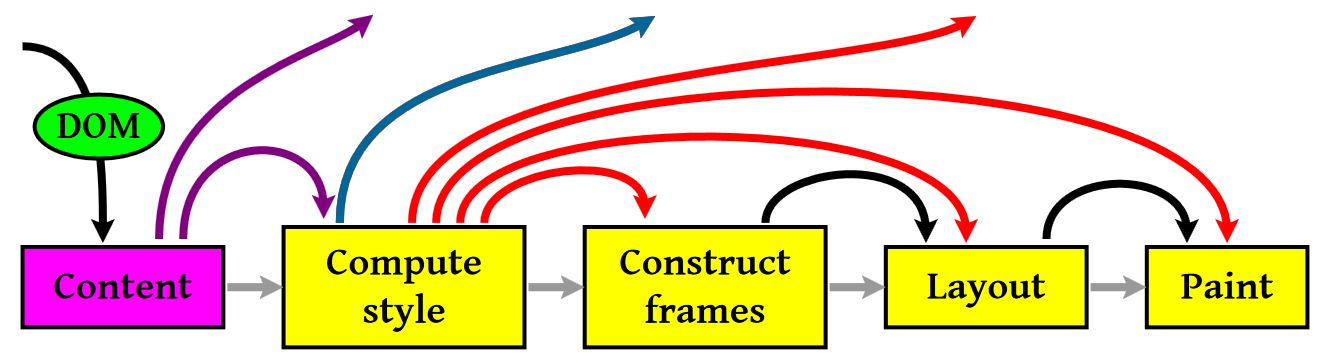 DOM
Content
Compute
style
Construct
frames
Layout
Paint